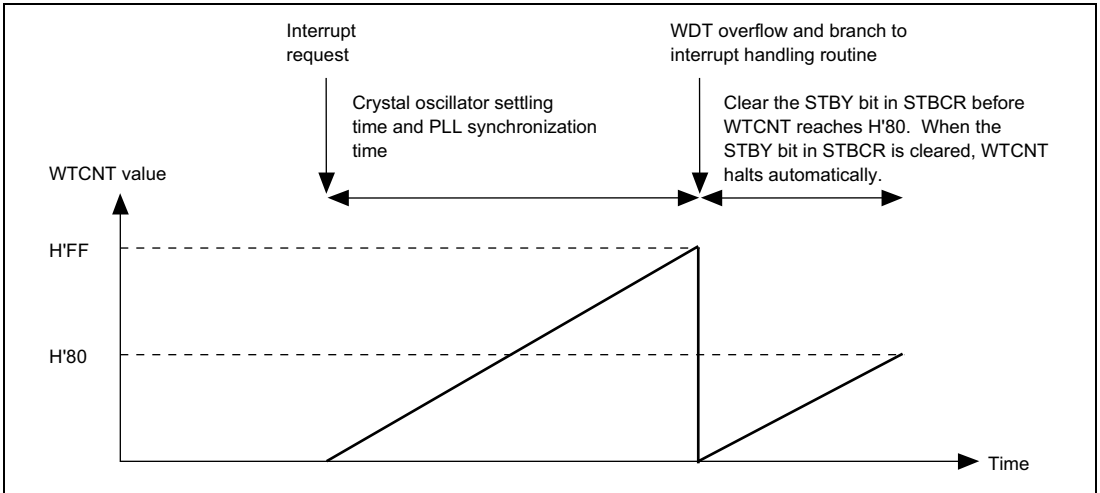 Interrupt
request
WDT overflow and branch to
interrupt handling routine
Crystal oscillator settling
time and PLL synchronization
time
Clear the STBY bit in STBCR before
WTCNT reaches H'80.  When the
STBY bit in STBCR is cleared, WTCNT
halts automatically.
WTCNT value
H'FF
H'80
Time